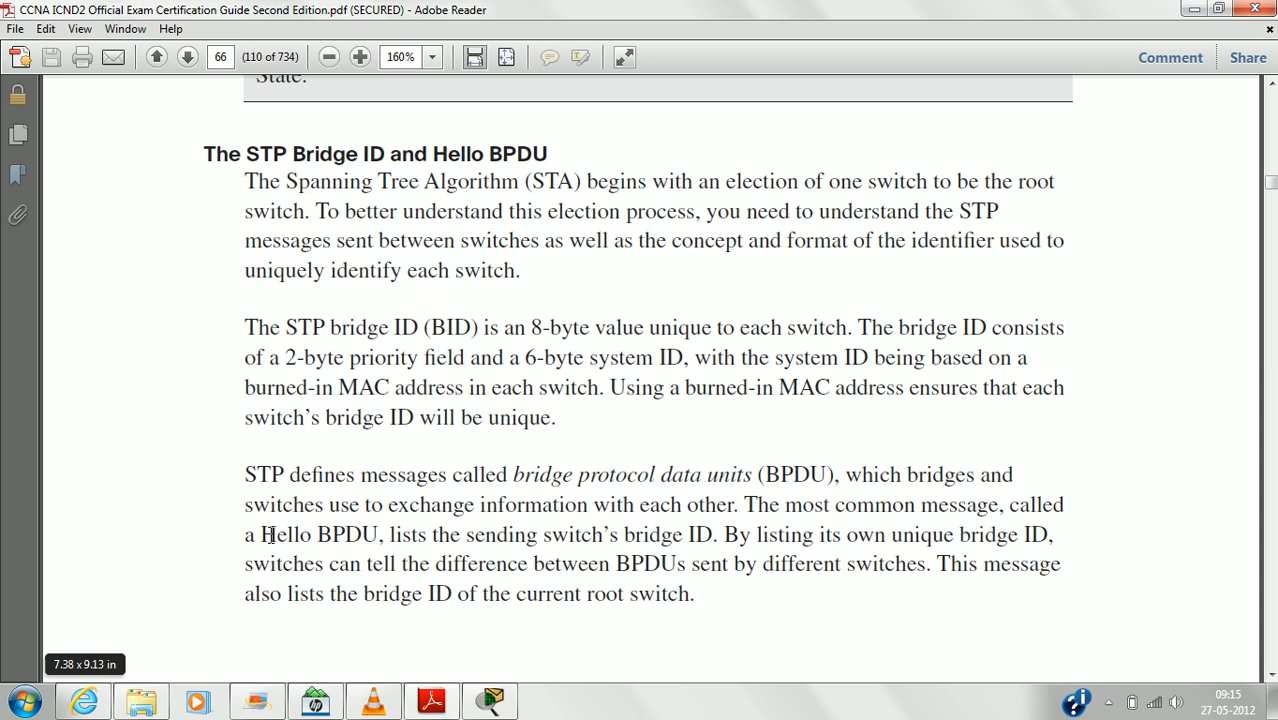 CCNA ICND2 Official Exam Certification Guide Second Edition.pdf (SECURED) - Adobe Reader
File Edit View Window Help
66 (110 of 734) 160% Comment Share
State.
The STP Bridge ID and Hello BPDU
The Spanning Tree Algorithm (STA) begins with an election of one switch to be the root
switch. To better understand this election process, you need to understand the STP
messages sent between switches as well as the concept and format of the identifier used to
uniquely identify each switch.
The STP bridge ID (BID) is an 8-byte value unique to each switch. The bridge ID consists
of a 2-byte priority field and a 6-byte system ID, with the system ID being based on a
burned-in MAC address in each switch. Using a burned-in MAC address ensures that each
switch's bridge ID will be unique.
STP defines messages called bridge protocol data units (BPDU), which bridges and
switches use to exchange information with each other. The most common message, called
a Hello BPDU, lists the sending switch's bridge ID. By listing its own unique bridge ID,
switches can tell the difference between BPDUs sent by different switches. This message
also lists the bridge ID of the current root switch.
7.38 x 9.13 in
09:15
27-05-2012